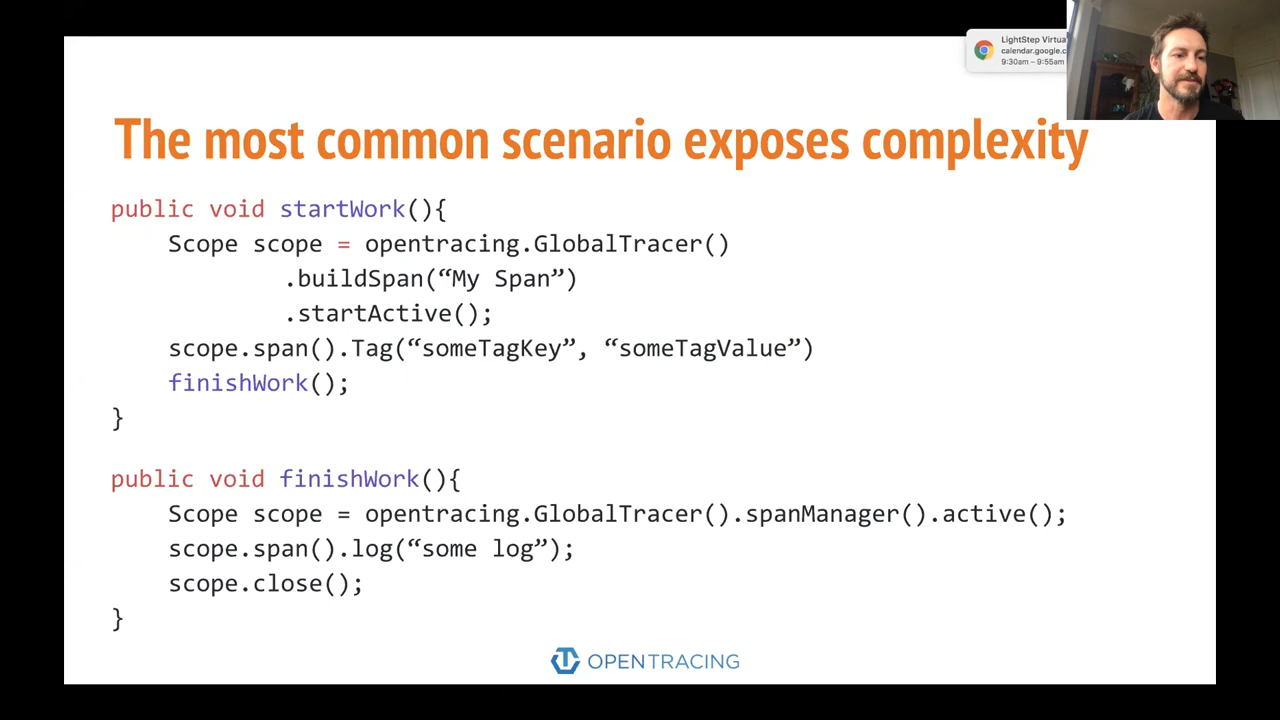 LightStep Virtua
calendar.google.c
9:30am – 9:55am
The most common scenario exposes complexity
public void startWork(){
Scope scope = opentracing.GlobalTracer()
.buildSpan(“My Span”)
.startActive();
scope.span().Tag(“someTagKey”, “someTagValue”)
finishWork();
}
public void finishWork(){
Scope scope = opentracing.GlobalTracer().spanManager().active();
scope.span().log(“some log”);
scope.close();
}
OPENTRACING